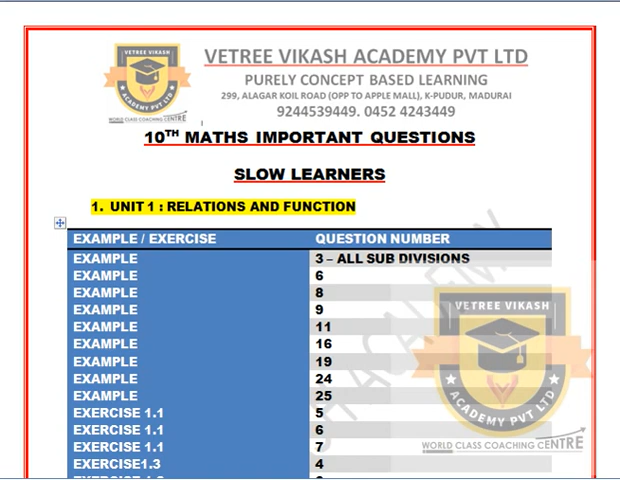 VETREE VIKASH
ACADEMY PVT LTD
WORLD CLASS COACHING CENTRE
VETREE VIKASH ACADEMY PVT LTD
PURELY CONCEPT BASED LEARNING
299, ALAGAR KOIL ROAD (OPP TO APPLE MALL), K-PUDUR, MADURAI
9244539449. 0452 4243449
10TH MATHS IMPORTANT QUESTIONS
SLOW LEARNERS
1. UNIT 1 : RELATIONS AND FUNCTION
EXAMPLE / EXERCISE QUESTION NUMBER
EXAMPLE 3 – ALL SUB DIVISIONS
EXAMPLE 6
EXAMPLE 8
EXAMPLE 9
EXAMPLE 11
EXAMPLE 16
EXAMPLE 19
EXAMPLE 24
EXAMPLE 25
EXERCISE 1.1 5
EXERCISE 1.1 6
EXERCISE 1.1 7
EXERCISE1.3 4
VETREE VIKASH
ACADEMY PVT LTD
WORLD CLASS COACHING CENTRE